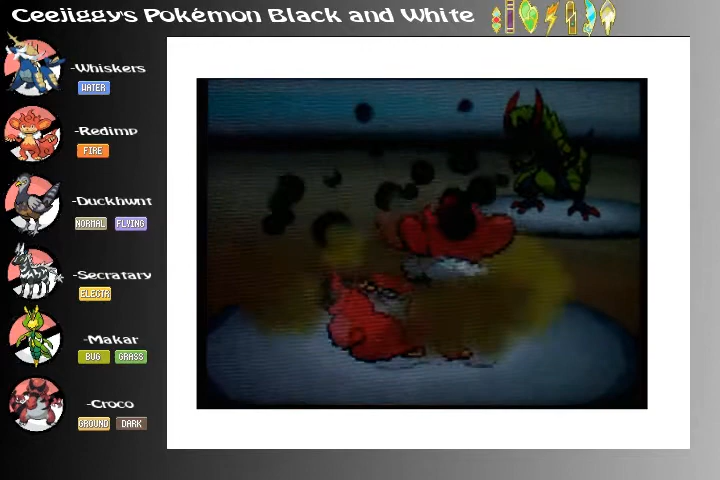 Ceejiggy's Pokémon Black and White
-Whiskers
WATER
-Redimp
FIRE
-Duckhunt
NORMAL FLYING
-Secratary
ELECTR
-Makar
BUG GRASS
-Croco
GROUND DARK